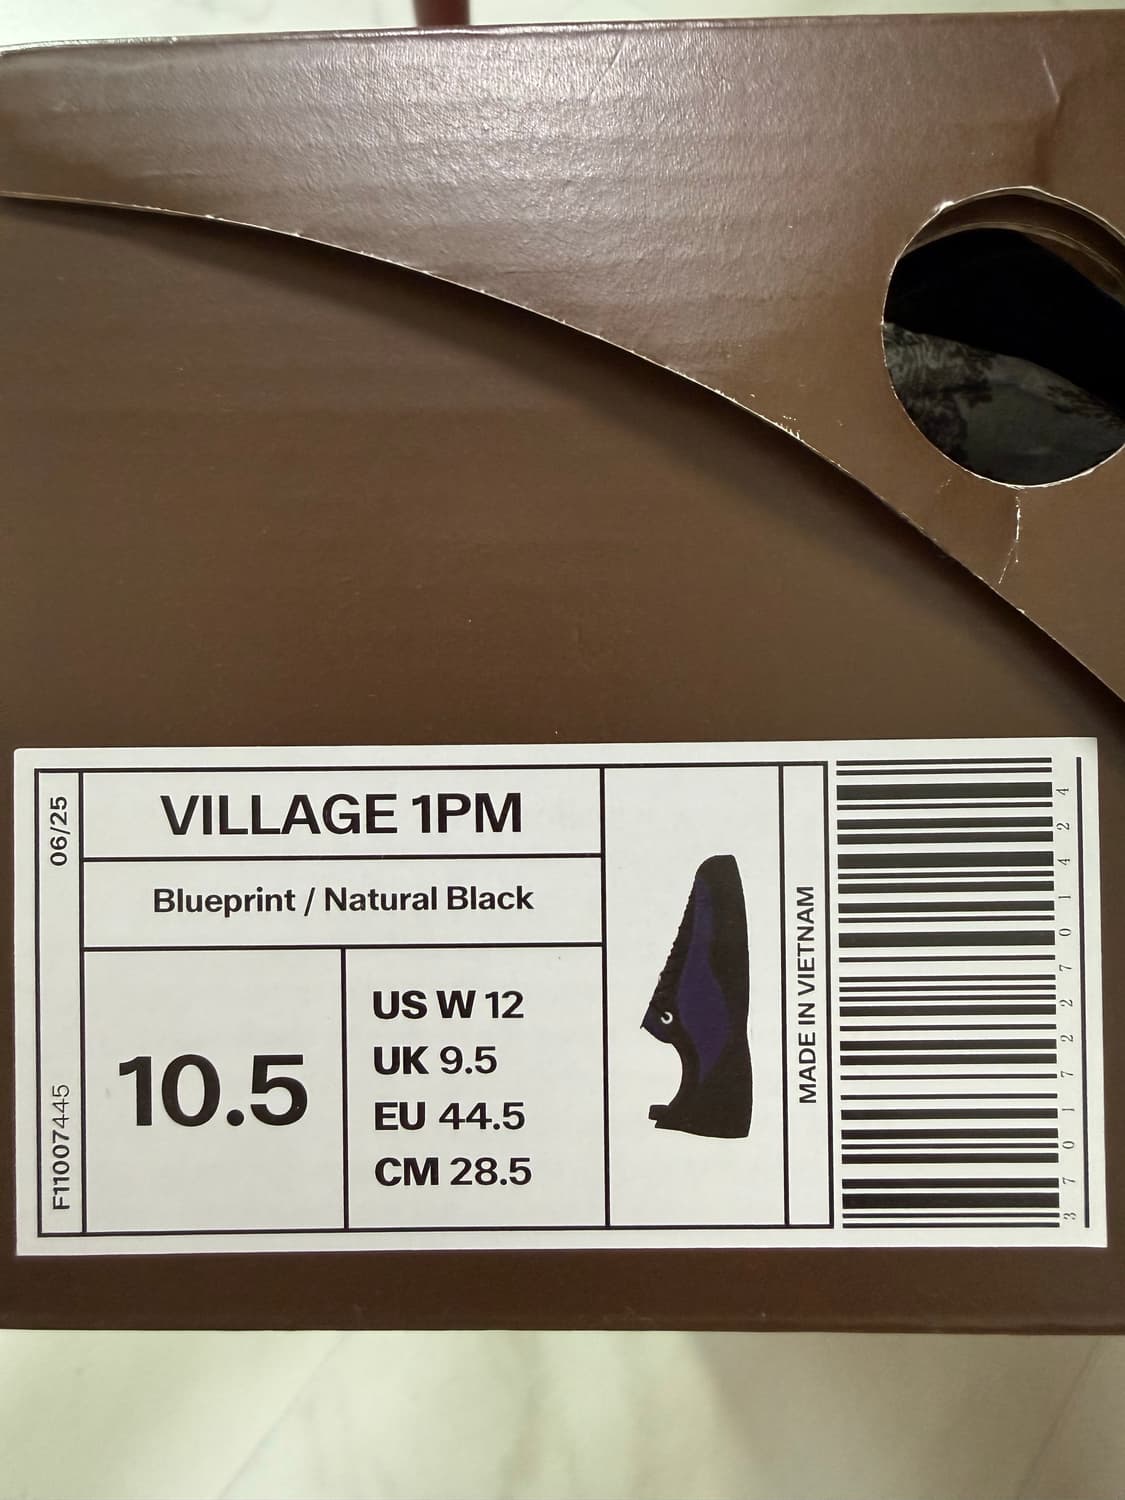 06/25
F11007445
VILLAGE 1PM
Blueprint / Natural Black
10.5
US W 12
UK 9.5
EU 44.5
CM 28.5
MADE IN VIETNAM
3701722701424